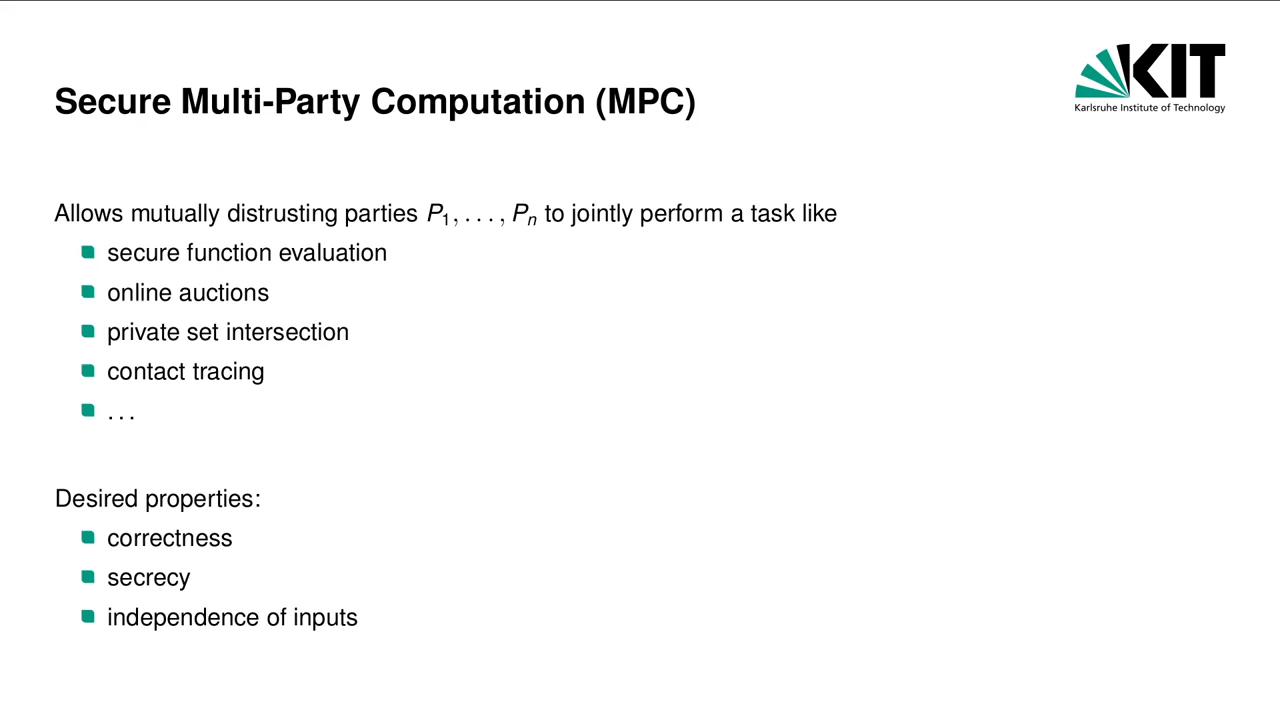 KIT
Karlsruhe Institute of Technology
Secure Multi-Party Computation (MPC)
Allows mutually distrusting parties P₁, . . . , Pₙ to jointly perform a task like
secure function evaluation
online auctions
private set intersection
contact tracing
. . .
Desired properties:
correctness
secrecy
independence of inputs